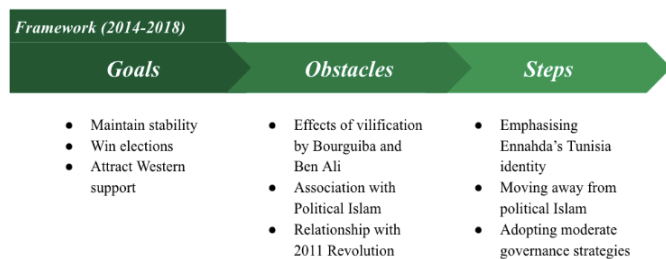 Framework (2014-2018)
Goals
Obstacles
Steps
● Maintain stability
● Win elections
● Attract Western
support
● Effects of vilification
by Bourguiba and
Ben Ali
● Association with
Political Islam
● Relationship with
2011 Revolution
● Emphasising
Ennahda's Tunisia
identity
● Moving away from
political Islam
● Adopting moderate
governance strategies